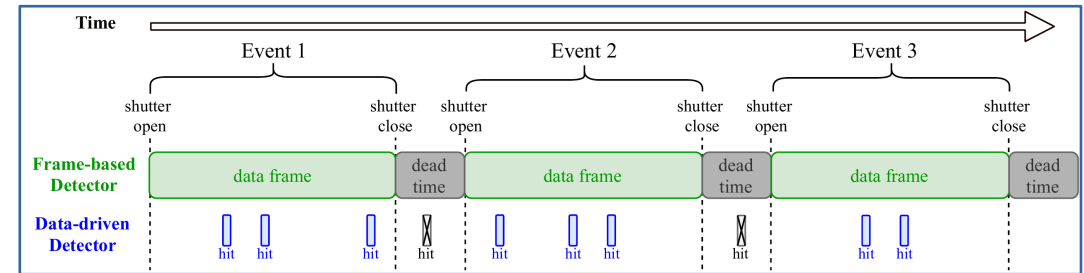 Time
Event 1
Event 2
Event 3
shutter open
shutter close
shutter open
shutter close
shutter open
shutter close
Frame-based Detector
data frame
dead time
data frame
dead time
data frame
dead time
Data-driven Detector
hit
hit
hit
hit
hit
hit
hit
hit
hit
hit